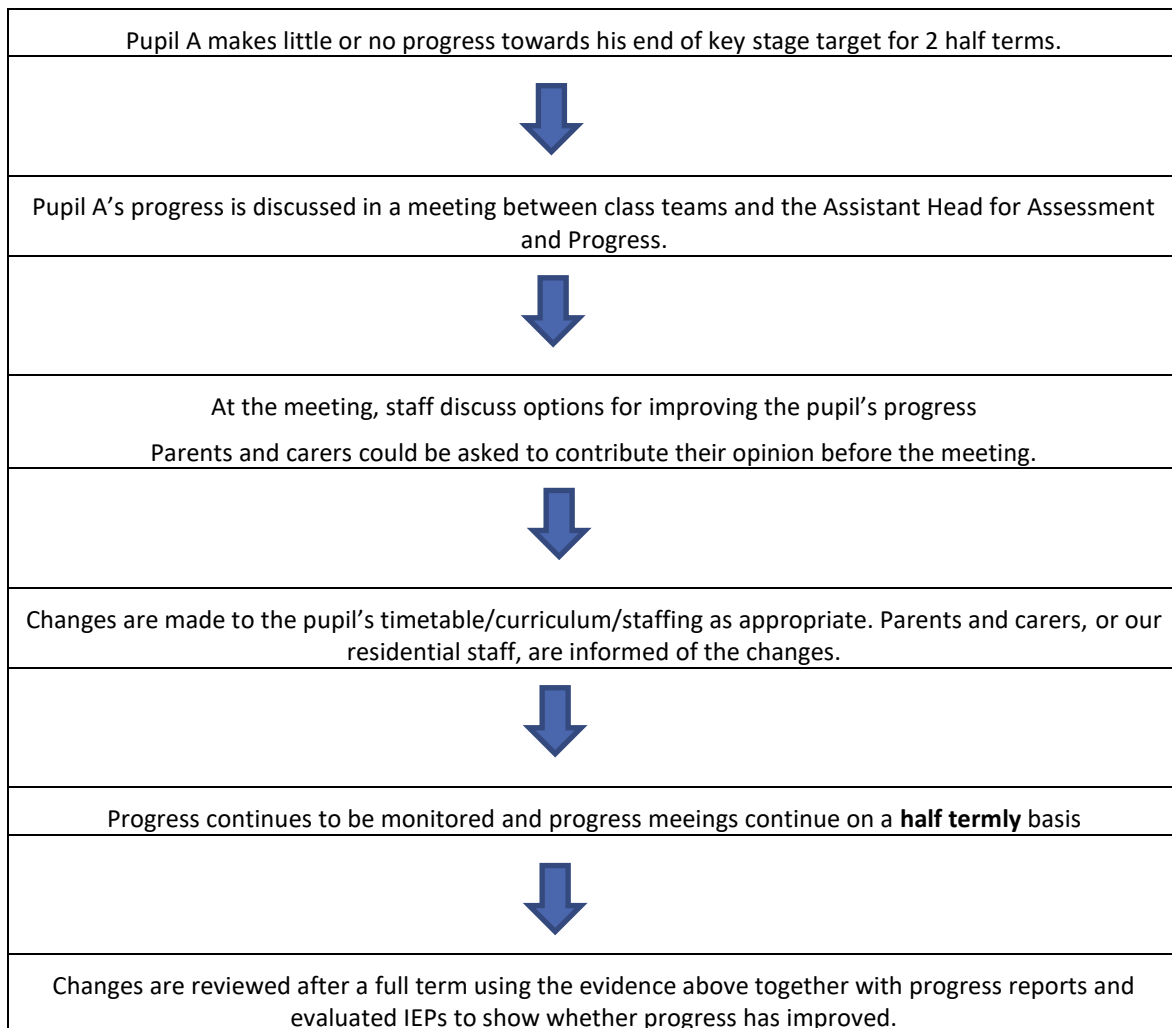 Pupil A makes little or no progress towards his end of key stage target for 2 half terms.
Pupil A’s progress is discussed in a meeting between class teams and the Assistant Head for Assessment
and Progress.
At the meeting, staff discuss options for improving the pupil’s progress
Parents and carers could be asked to contribute their opinion before the meeting.
Changes are made to the pupil’s timetable/curriculum/staffing as appropriate. Parents and carers, or our
residential staff, are informed of the changes.
Progress continues to be monitored and progress meeings continue on a half termly basis
Changes are reviewed after a full term using the evidence above together with progress reports and
evaluated IEPs to show whether progress has improved.